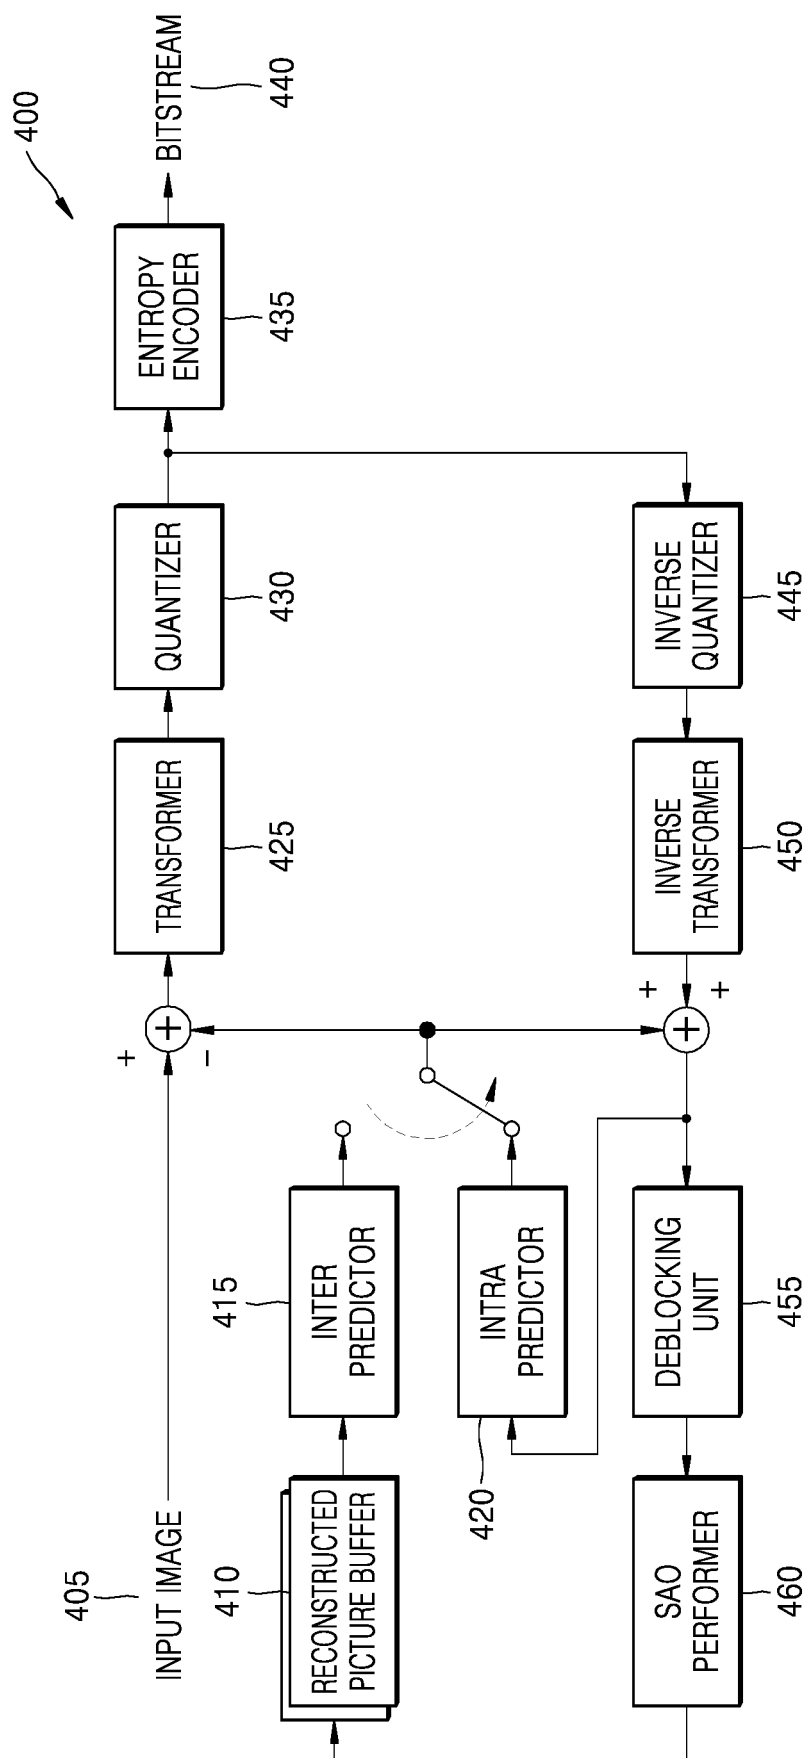 400
INPUT IMAGE
405
+
−
TRANSFORMER
425
QUANTIZER
430
ENTROPY
ENCODER
435
BITSTREAM
440
RECONSTRUCTED
PICTURE BUFFER
410
INTER
PREDICTOR
415
INTRA
PREDICTOR
420
INVERSE
QUANTIZER
445
INVERSE
TRANSFORMER
450
+
+
DEBLOCKING
UNIT
455
SAO
PERFORMER
460